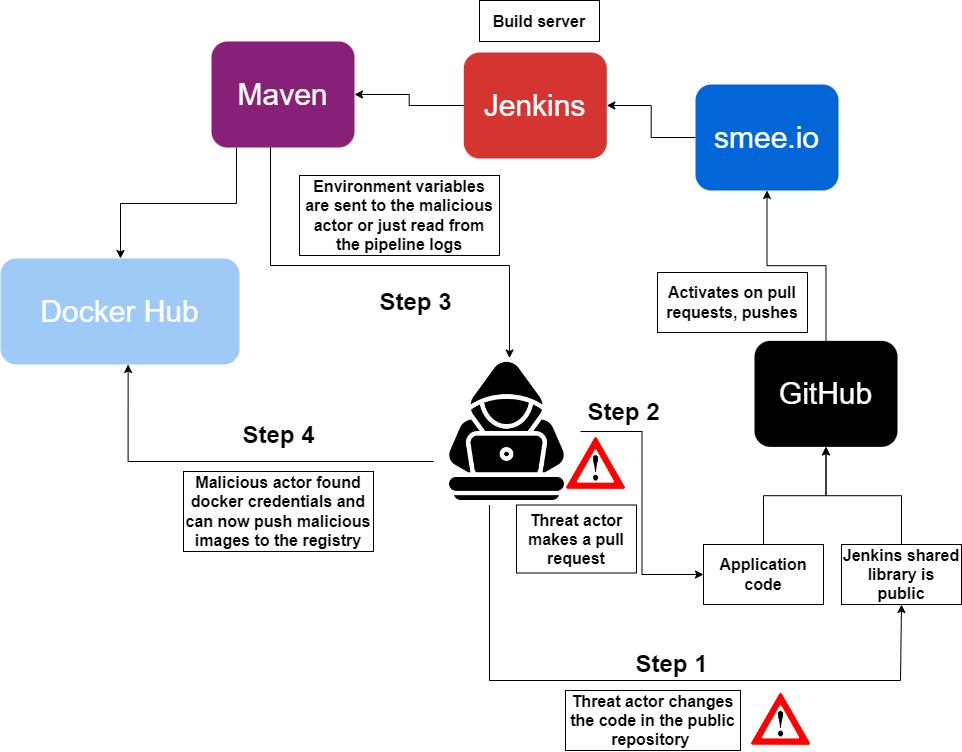 Build server
Maven
Jenkins
smee.io
Environment variables
are sent to the malicious
actor or just read from
the pipeline logs
Docker Hub
Step 3
Activates on pull
requests, pushes
GitHub
Step 2
Step 4
Malicious actor found
docker credentials and
can now push malicious
images to the registry
Threat actor
makes a pull
request
Application
code
Jenkins shared
library is
public
Step 1
Threat actor changes
the code in the public
repository